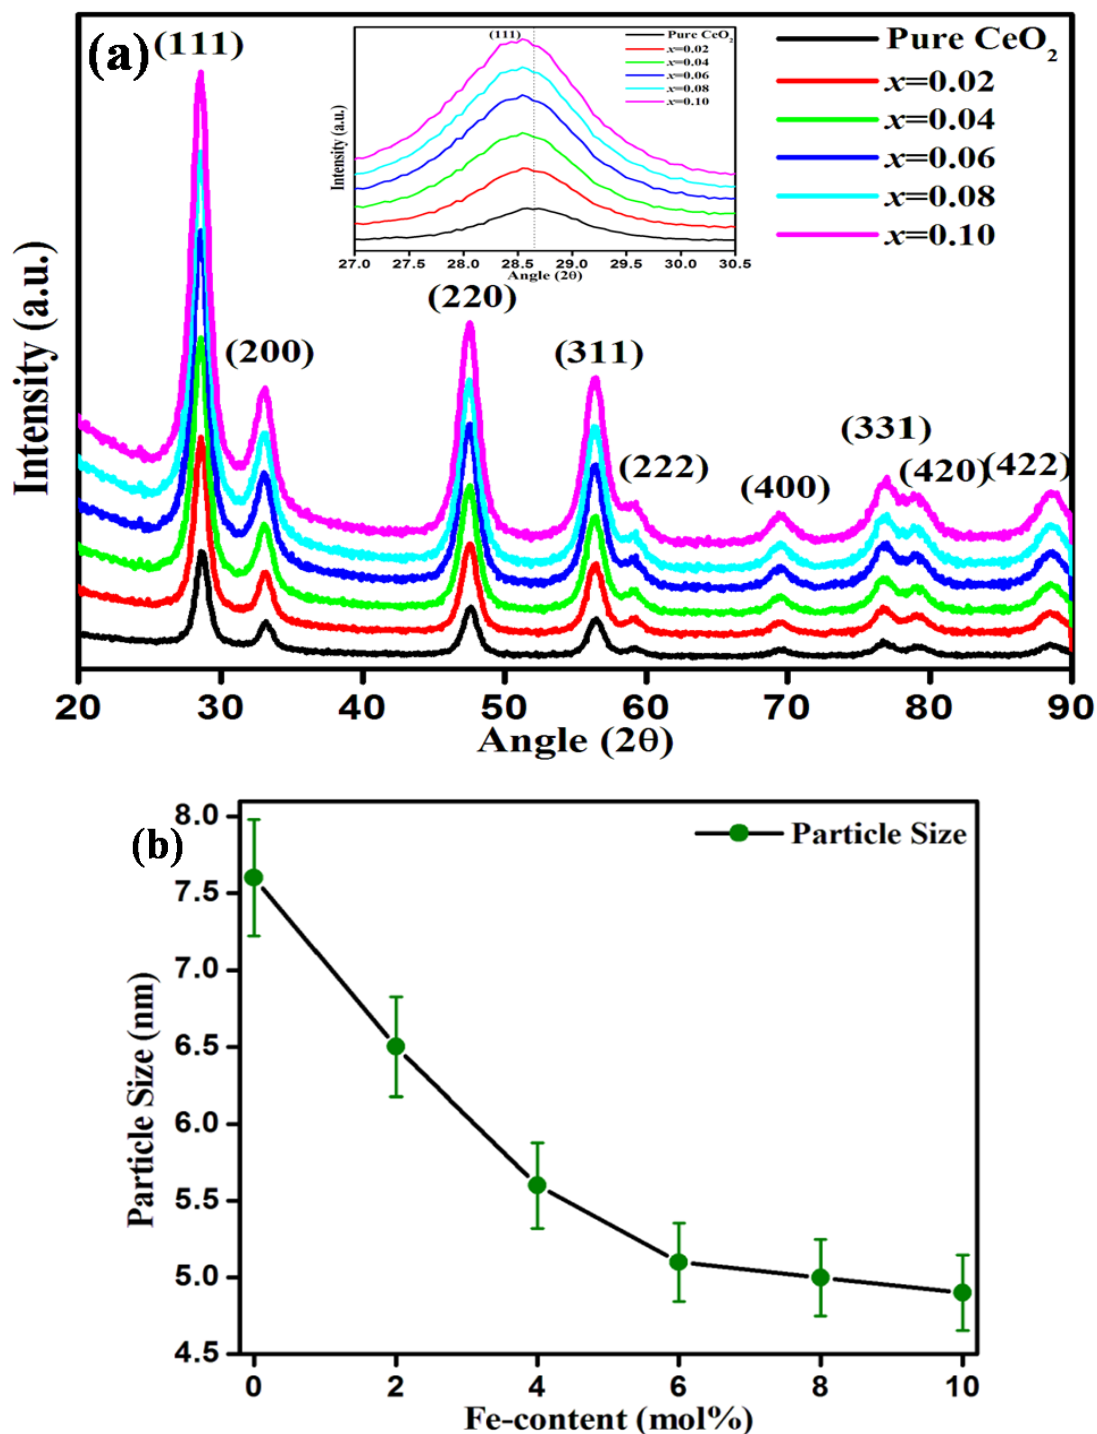 (a)
(111)
(111)
Pure CeO₂
x=0.02
x=0.04
x=0.06
x=0.08
x=0.10
Intensity (a.u.)
27.0 27.5 28.0 28.5 29.0 29.5 30.0 30.5
Angle (2θ)
Pure CeO₂
x=0.02
x=0.04
x=0.06
x=0.08
x=0.10
(200)
(220)
(311)
(222)
(400)
(331)
(420)
(422)
Intensity (a.u.)
20 30 40 50 60 70 80 90
Angle (2θ)
(b)
Particle Size
8.0
7.5
7.0
6.5
6.0
5.5
5.0
4.5
Particle Size (nm)
0 2 4 6 8 10
Fe-content (mol%)